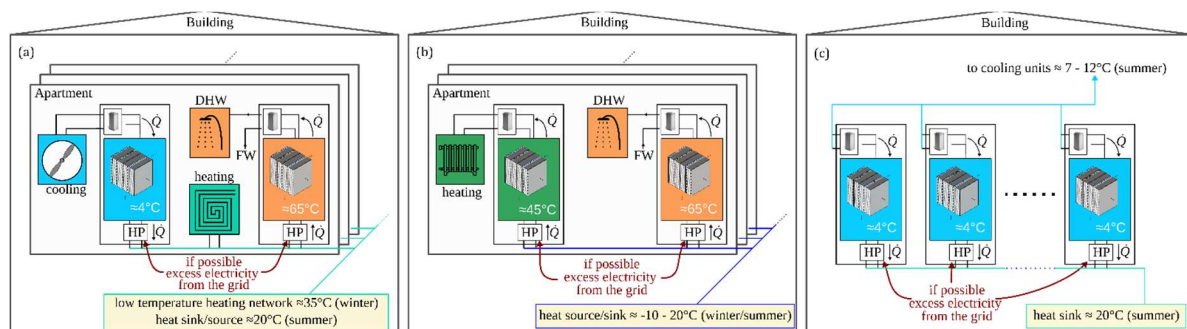 Building
(a)
Apartment
DHW
Q̇
Q̇
FW
cooling
heating
≈4°C
≈65°C
HP
Q̇
HP
Q̇
if possible
excess electricity
from the grid
low temperature heating network ≈35°C (winter)
heat sink/source ≈20°C (summer)
Building
(b)
Apartment
DHW
Q̇
Q̇
FW
heating
≈45°C
≈65°C
HP
Q̇
HP
Q̇
if possible
excess electricity
from the grid
heat source/sink ≈ -10 - 20°C (winter/summer)
Building
(c)
to cooling units ≈ 7 - 12°C (summer)
Q̇
Q̇
Q̇
≈4°C
≈4°C
≈4°C
HP
Q̇
HP
Q̇
HP
Q̇
if possible
excess electricity
from the grid
heat sink ≈ 20°C (summer)